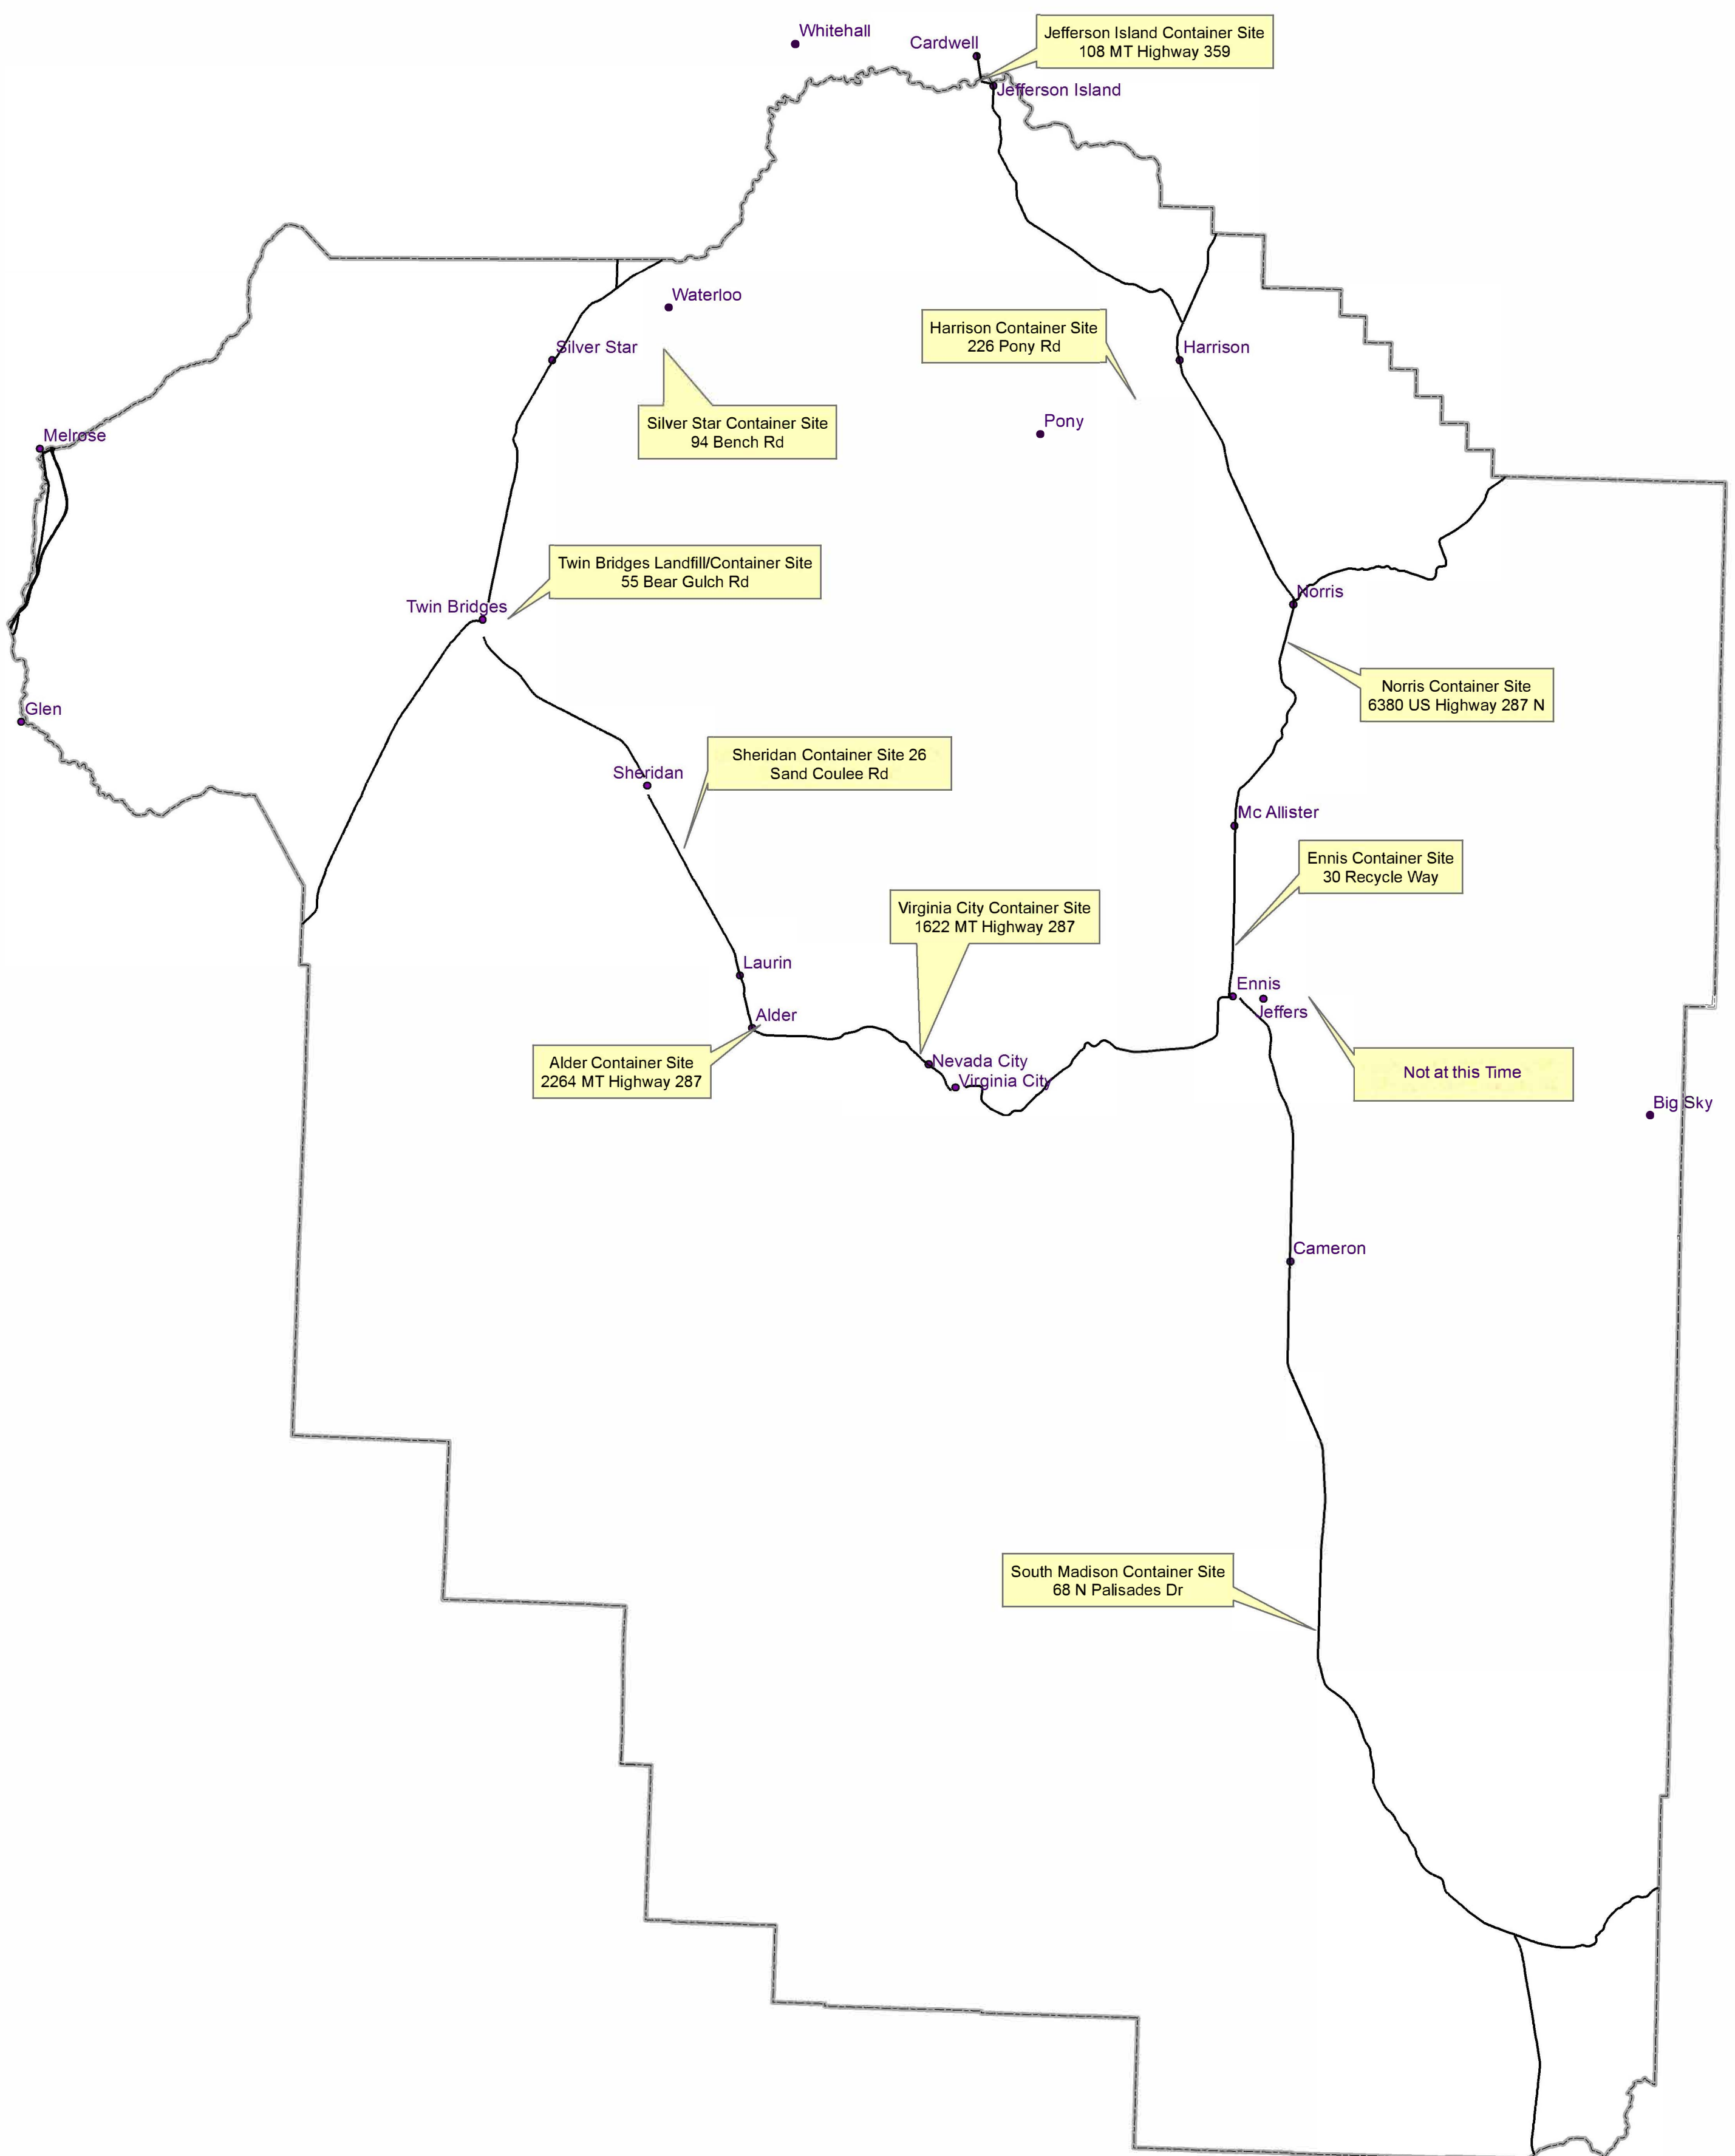 Whitehall
Cardwell
Jefferson Island Container Site
108 MT Highway 359
Jefferson Island
Waterloo
Silver Star
Harrison Container Site
226 Pony Rd
Harrison
Silver Star Container Site
94 Bench Rd
Pony
Melrose
Twin Bridges Landfill/Container Site
55 Bear Gulch Rd
Twin Bridges
Norris
Norris Container Site
6380 US Highway 287 N
Glen
Sheridan Container Site 26
Sand Coulee Rd
Sheridan
Mc Allister
Ennis Container Site
30 Recycle Way
Virginia City Container Site
1622 MT Highway 287
Laurin
Ennis
Jeffers
Alder
Alder Container Site
2264 MT Highway 287
Nevada City
Virginia City
Not at this Time
Big Sky
Cameron
South Madison Container Site
68 N Palisades Dr